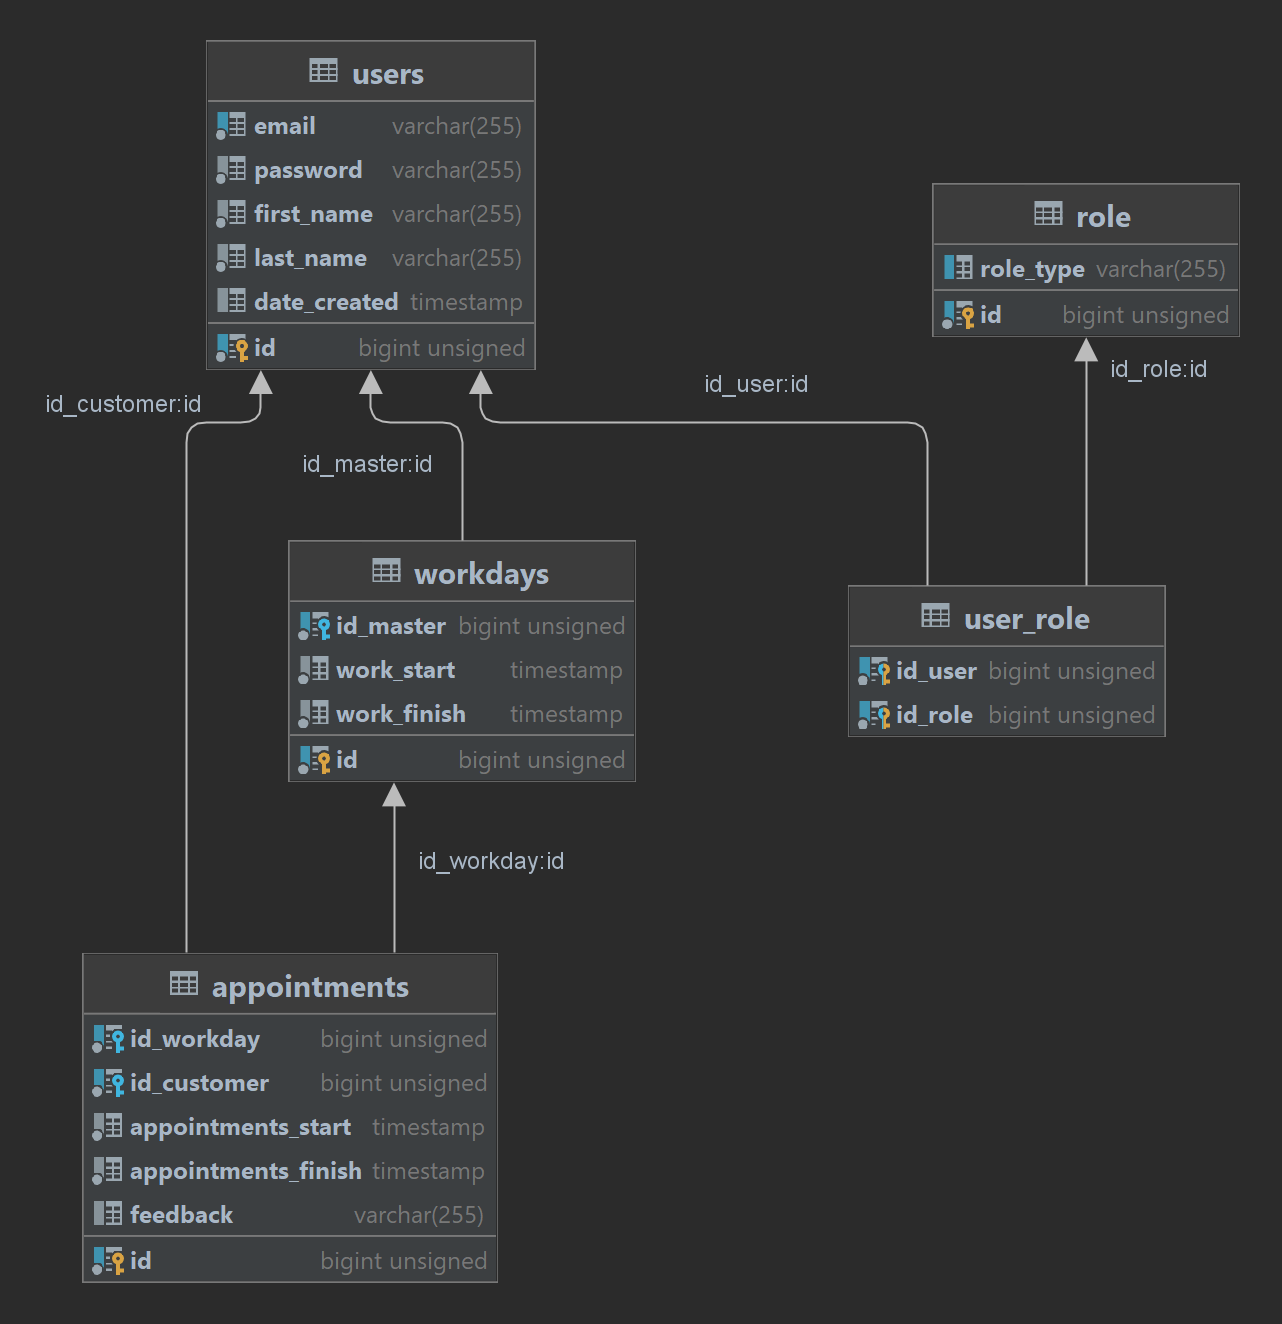 users
email varchar(255)
password varchar(255)
first_name varchar(255)
last_name varchar(255)
date_created timestamp
id bigint unsigned
role
role_type varchar(255)
id bigint unsigned
id_customer:id
id_master:id
id_user:id
id_role:id
workdays
id_master bigint unsigned
work_start timestamp
work_finish timestamp
id bigint unsigned
user_role
id_user bigint unsigned
id_role bigint unsigned
id_workday:id
appointments
id_workday bigint unsigned
id_customer bigint unsigned
appointments_start timestamp
appointments_finish timestamp
feedback varchar(255)
id bigint unsigned